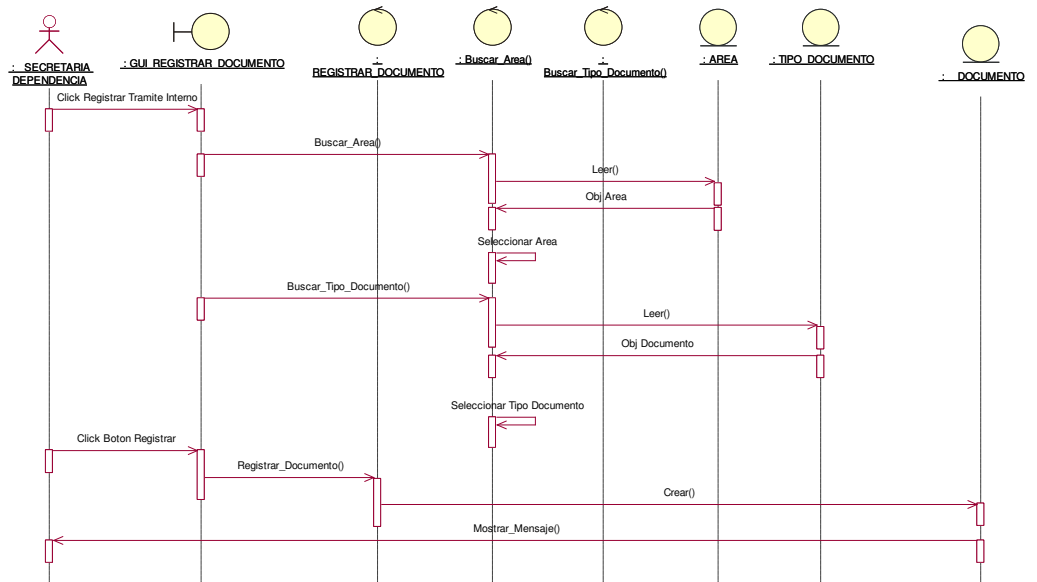 : SECRETARIA
DEPENDENCIA
: GUI_REGISTRAR_DOCUMENTO
:
REGISTRAR_DOCUMENTO
: Buscar_Area()
:
Buscar_Tipo_Documento()
: AREA
: TIPO_DOCUMENTO
: DOCUMENTO
Click Registrar Tramite Interno
Buscar_Area()
Leer()
Obj Area
Seleccionar Area
Buscar_Tipo_Documento()
Leer()
Obj Documento
Seleccionar Tipo Documento
Click Boton Registrar
Registrar_Documento()
Crear()
Mostrar_Mensaje()